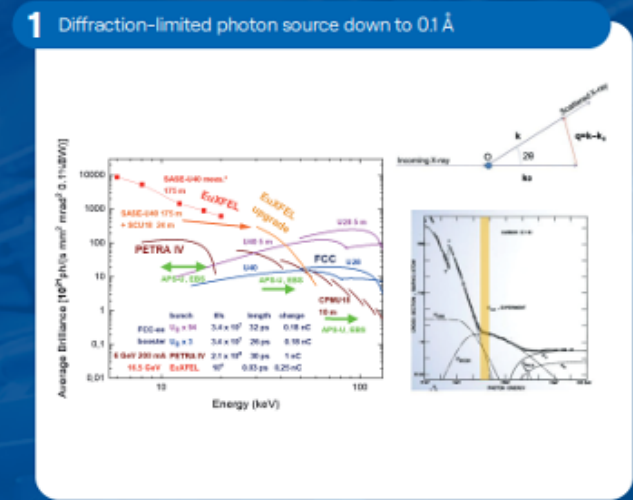 1 Diffraction-limited photon source down to 0.1 Å
Average Brilliance [10²¹ph/(s mm² mrad² 0.1%BW)]
10000
1000
100
10
1
0,1
0,01
SASE-U40 meas.*
175 m
EuXFEL
SASE-U40 175 m
+ SCU18 24 m
EuXFEL
upgrade
U28 5 m
U40 5 m
PETRA IV
FCC
U40
U28
APS-U, EBS
APS-U, EBS
CPMU18
10 m
APS-U, EBS
bunch f/s length charge
FCC-ee 3.4 x 10⁷ 32 ps 0.18 nC
booster 3.4 x 10⁷ 26 ps 0.18 nC
6 GeV 200 mA PETRA IV 30 ps 1 nC
16.5 GeV EuXFEL 0.03 ps 0.25 nC
10
100
Energy (keV)
Scattered X-ray
k
q=k-k₀
O
2θ
Incoming X-ray
k₀
EXPERIMENT
PHOTON ENERGY